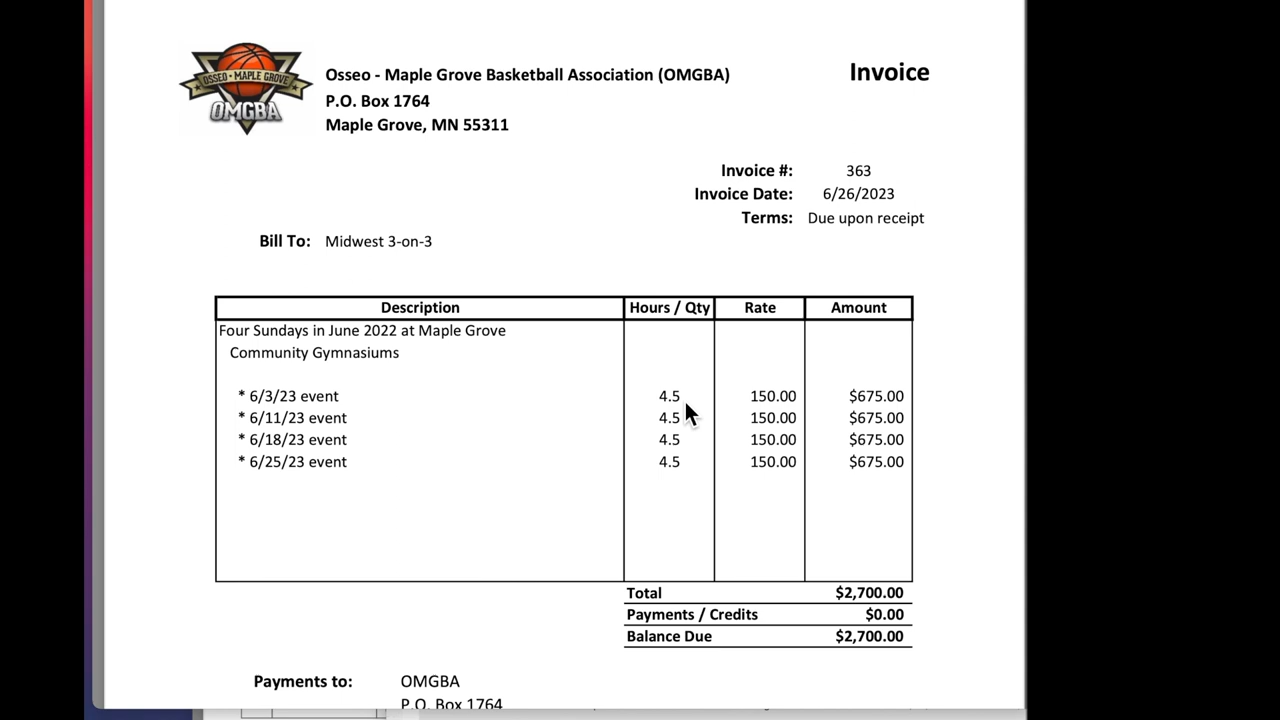 OSSEO - MAPLE GROVE
OMGBA
Osseo - Maple Grove Basketball Association (OMGBA)
P.O. Box 1764
Maple Grove, MN 55311
Invoice
Invoice #: 363
Invoice Date: 6/26/2023
Terms: Due upon receipt
Bill To: Midwest 3-on-3
Description Hours / Qty Rate Amount
Four Sundays in June 2022 at Maple Grove
Community Gymnasiums
* 6/3/23 event 4.5 150.00 $675.00
* 6/11/23 event 4.5 150.00 $675.00
* 6/18/23 event 4.5 150.00 $675.00
* 6/25/23 event 4.5 150.00 $675.00
Total $2,700.00
Payments / Credits $0.00
Balance Due $2,700.00
Payments to: OMGBA
P.O. Box 1764